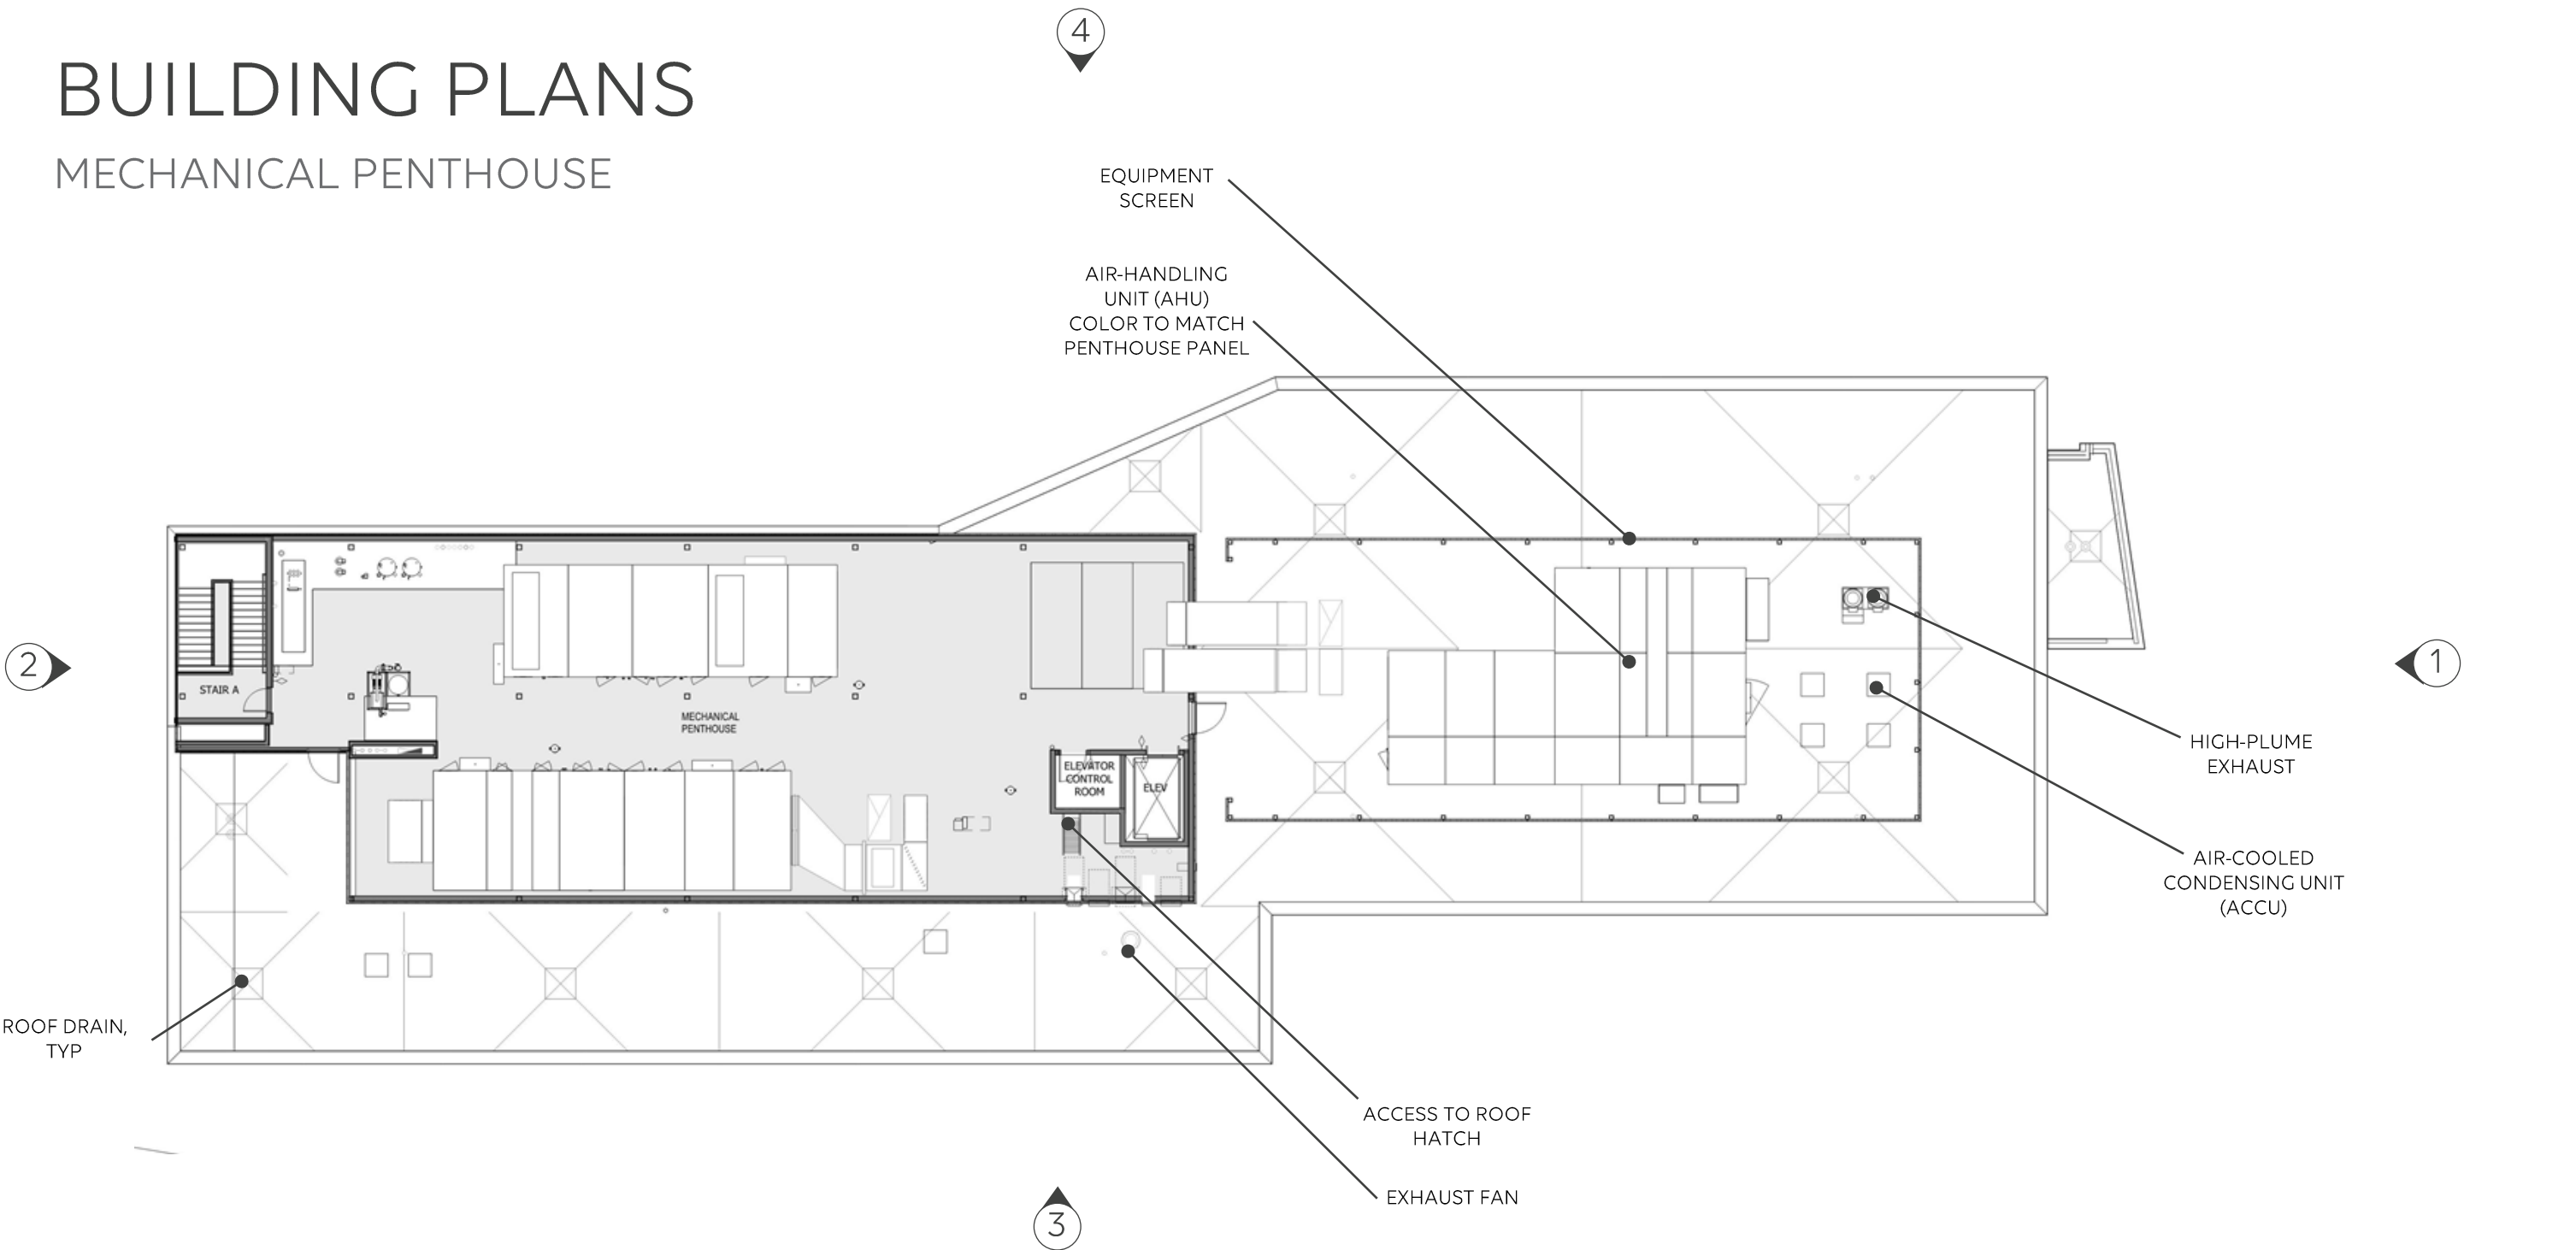 4
BUILDING PLANS
MECHANICAL PENTHOUSE
EQUIPMENT
SCREEN
AIR-HANDLING
UNIT (AHU)
COLOR TO MATCH
PENTHOUSE PANEL
2
1
STAIR A
MECHANICAL
PENTHOUSE
ELEVATOR
CONTROL
ROOM
ELEV
HIGH-PLUME
EXHAUST
AIR-COOLED
CONDENSING UNIT
(ACCU)
ROOF DRAIN,
TYP
ACCESS TO ROOF
HATCH
EXHAUST FAN
3